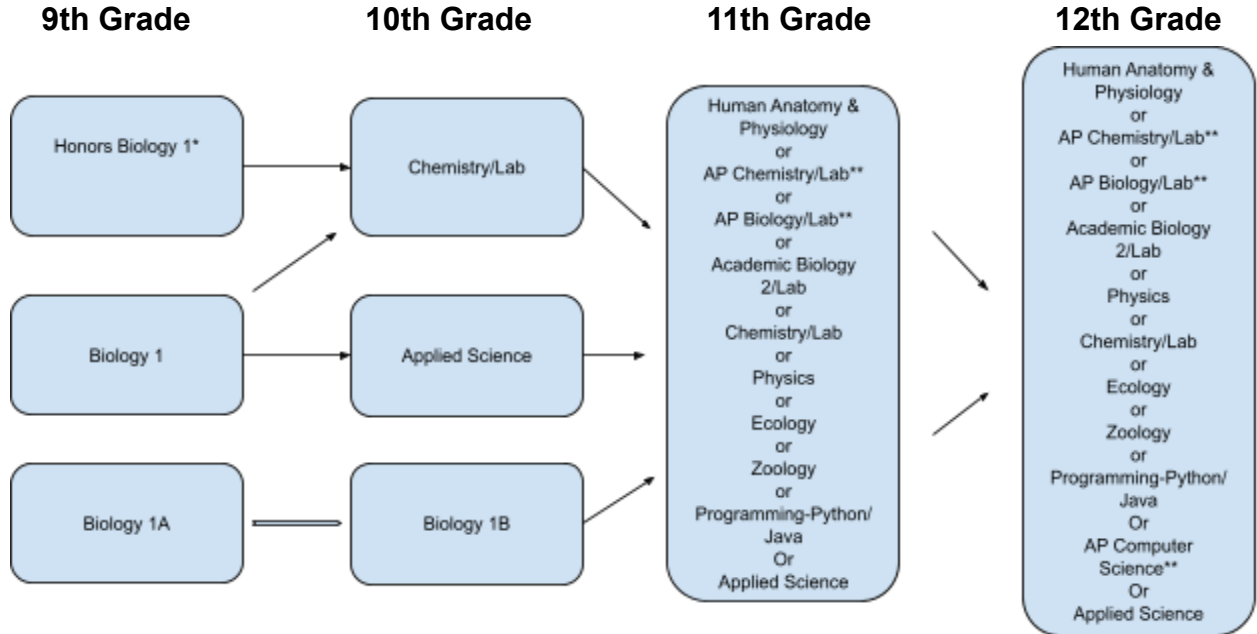 9th Grade
10th Grade
11th Grade
12th Grade
Honors Biology 1*
Biology 1
Biology 1A
Chemistry/Lab
Applied Science
Biology 1B
Human Anatomy &
Physiology
or
AP Chemistry/Lab**
or
AP Biology/Lab**
or
Academic Biology
2/Lab
or
Chemistry/Lab
or
Physics
or
Ecology
or
Zoology
or
Programming-Python/
Java
Or
Applied Science
Human Anatomy &
Physiology
or
AP Chemistry/Lab**
or
AP Biology/Lab**
or
Academic Biology
2/Lab
or
Physics
or
Chemistry/Lab
or
Ecology
or
Zoology
or
Programming-Python/
Java
Or
AP Computer
Science**
Or
Applied Science